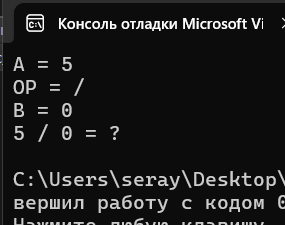 Консоль отладки Microsoft Vi
A = 5
OP = /
B = 0
5 / 0 = ?
C:\Users\seray\Desktop\
вершил работу с кодом 0
Нажмите любую клавишу